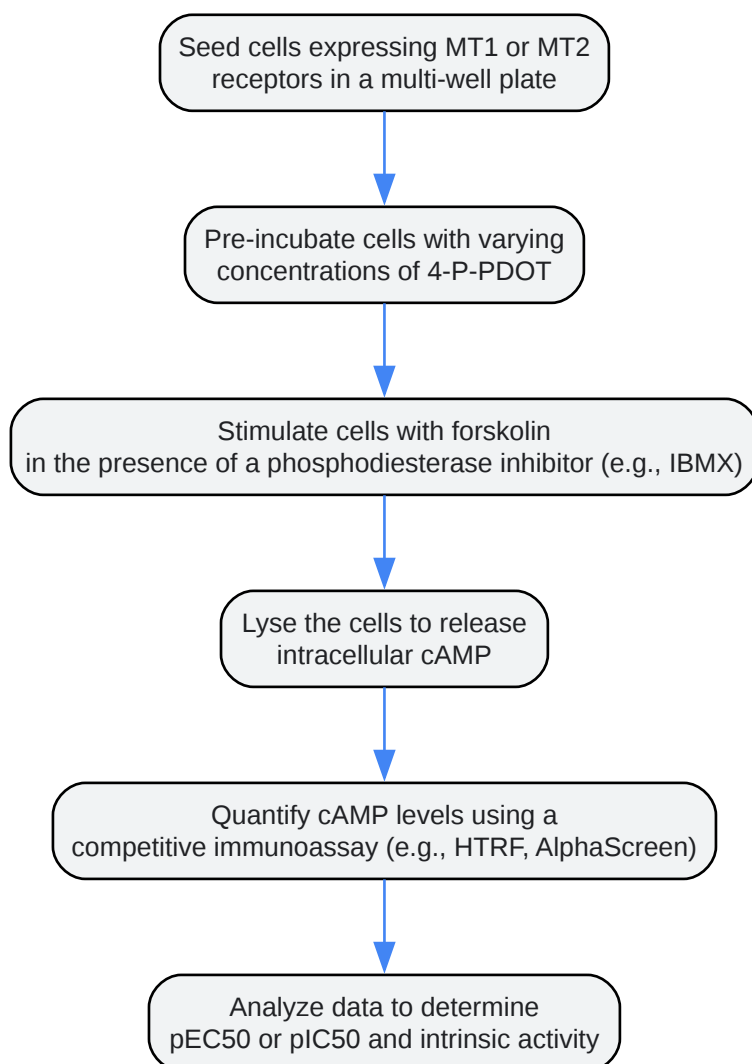 Seed cells expressing MT1 or MT2
receptors in a multi-well plate
Pre-incubate cells with varying
concentrations of 4-P-PDOT
Stimulate cells with forskolin
in the presence of a phosphodiesterase inhibitor (e.g., IBMX)
Lyse the cells to release
intracellular cAMP
Quantify cAMP levels using a
competitive immunoassay (e.g., HTRF, AlphaScreen)
Analyze data to determine
pEC50 or pIC50 and intrinsic activity